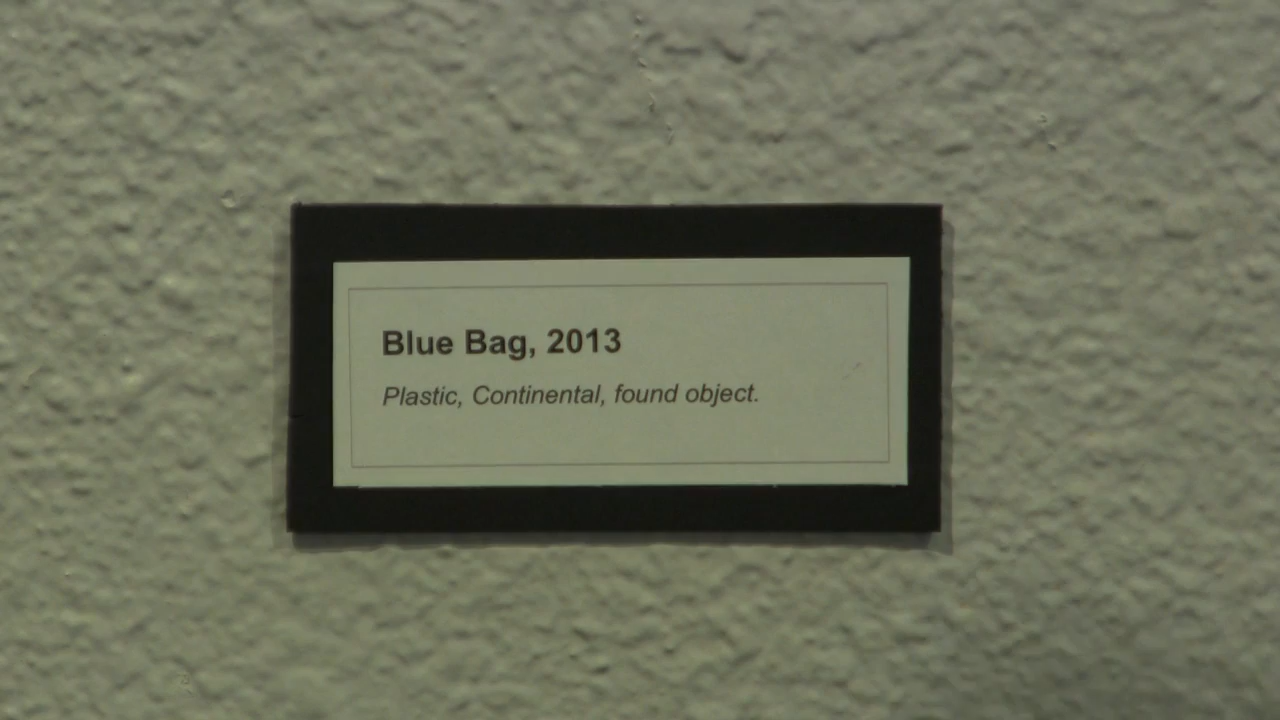 Blue Bag, 2013
Plastic, Continental, found object.